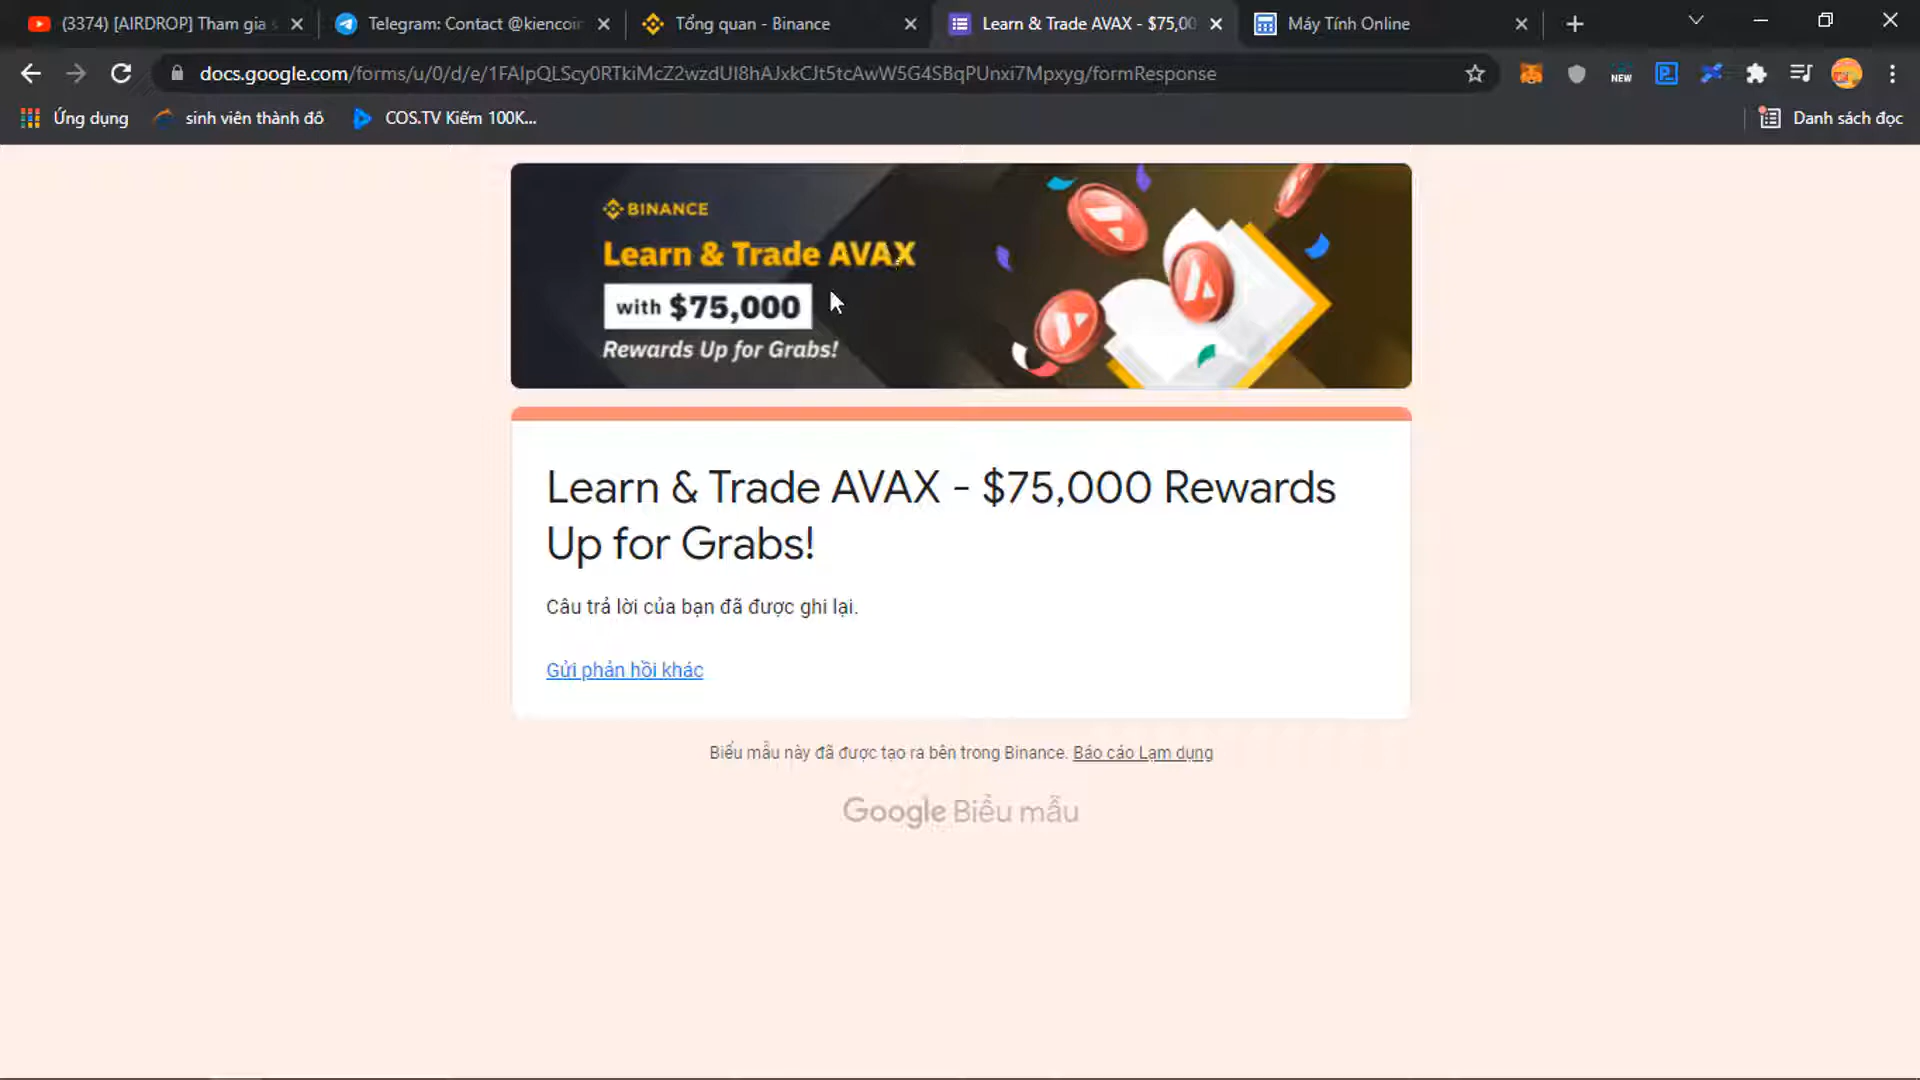 (3374) [AIRDROP] Tham gia
Telegram: Contact @kiencoin
Tổng quan - Binance
Learn & Trade AVAX - $75,00
Máy Tính Online
docs.google.com/forms/u/0/d/e/1FAIpQLScy0RTkiMcZ2wzdUI8hAJxkCJt5tcAwW5G4SBqPUnxi7Mpxyg/formResponse
NEW
Ứng dụng
sinh viên thành đô
COS.TV Kiếm 100K...
Danh sách đọc
BINANCE
Learn & Trade AVAX
with $75,000
Rewards Up for Grabs!
Learn & Trade AVAX - $75,000 Rewards
Up for Grabs!
Câu trả lời của bạn đã được ghi lại.
Gửi phản hồi khác
Biểu mẫu này đã được tạo ra bên trong Binance. Báo cáo Lạm dụng
Google Biểu mẫu